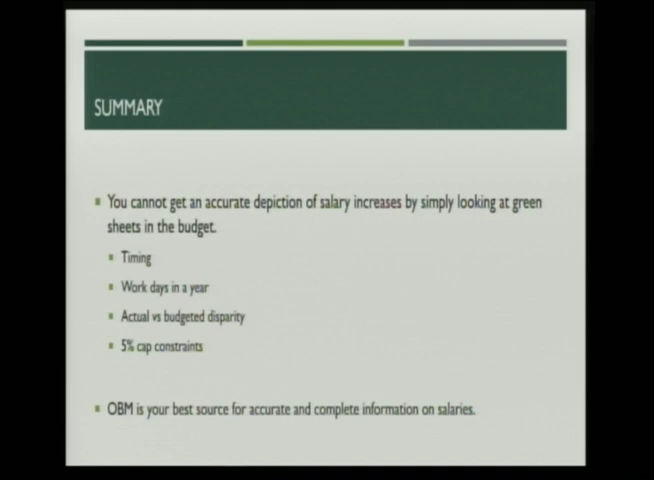 SUMMARY
You cannot get an accurate depiction of salary increases by simply looking at green
sheets in the budget.
Timing
Work days in a year
Actual vs budgeted disparity
5% cap constraints
OBM is your best source for accurate and complete information on salaries.